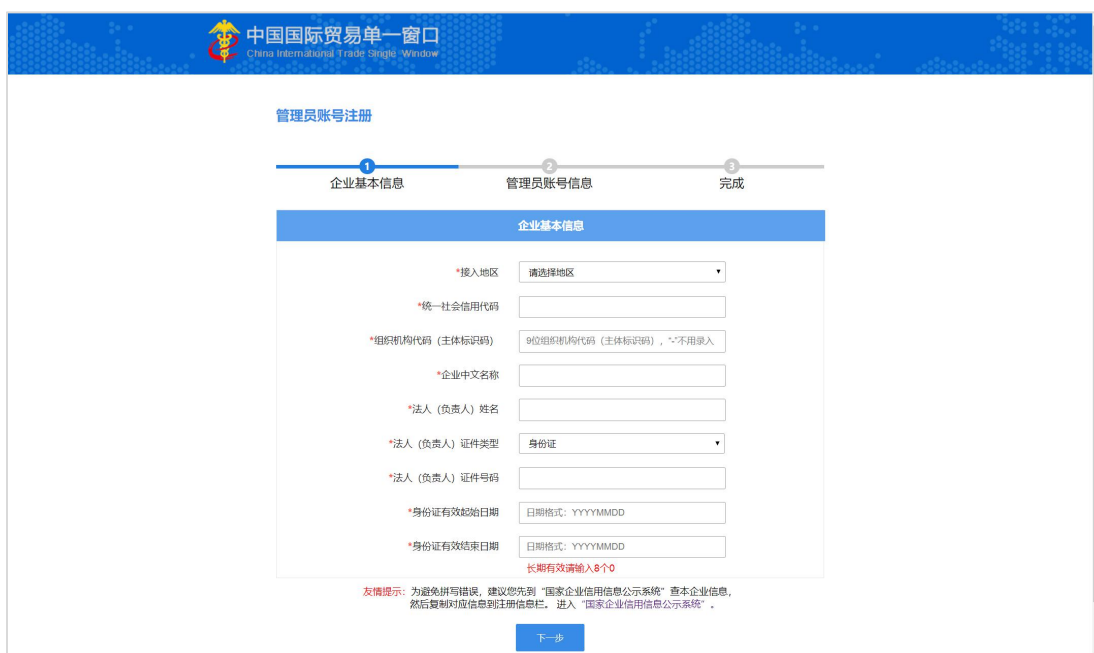 中国国际贸易单一窗口
China International Trade Single Window
管理员账号注册
1 2 3
企业基本信息 管理员账号信息 完成
企业基本信息
*接入地区 请选择地区
*统一社会信用代码
*组织机构代码（主体标识码） 9位组织机构代码（主体标识码），“-”不用录入
*企业中文名称
*法人（负责人）姓名
*法人（负责人）证件类型 身份证
*法人（负责人）证件号码
*身份证有效起始日期 日期格式：YYYYMMDD
*身份证有效结束日期 日期格式：YYYYMMDD
长期有效请输入8个0
友情提示：为避免拼写错误，建议您先到“国家企业信用信息公示系统”查本企业信息，
然后复制对应信息到注册信息栏。进入“国家企业信用信息公示系统”。
下一步